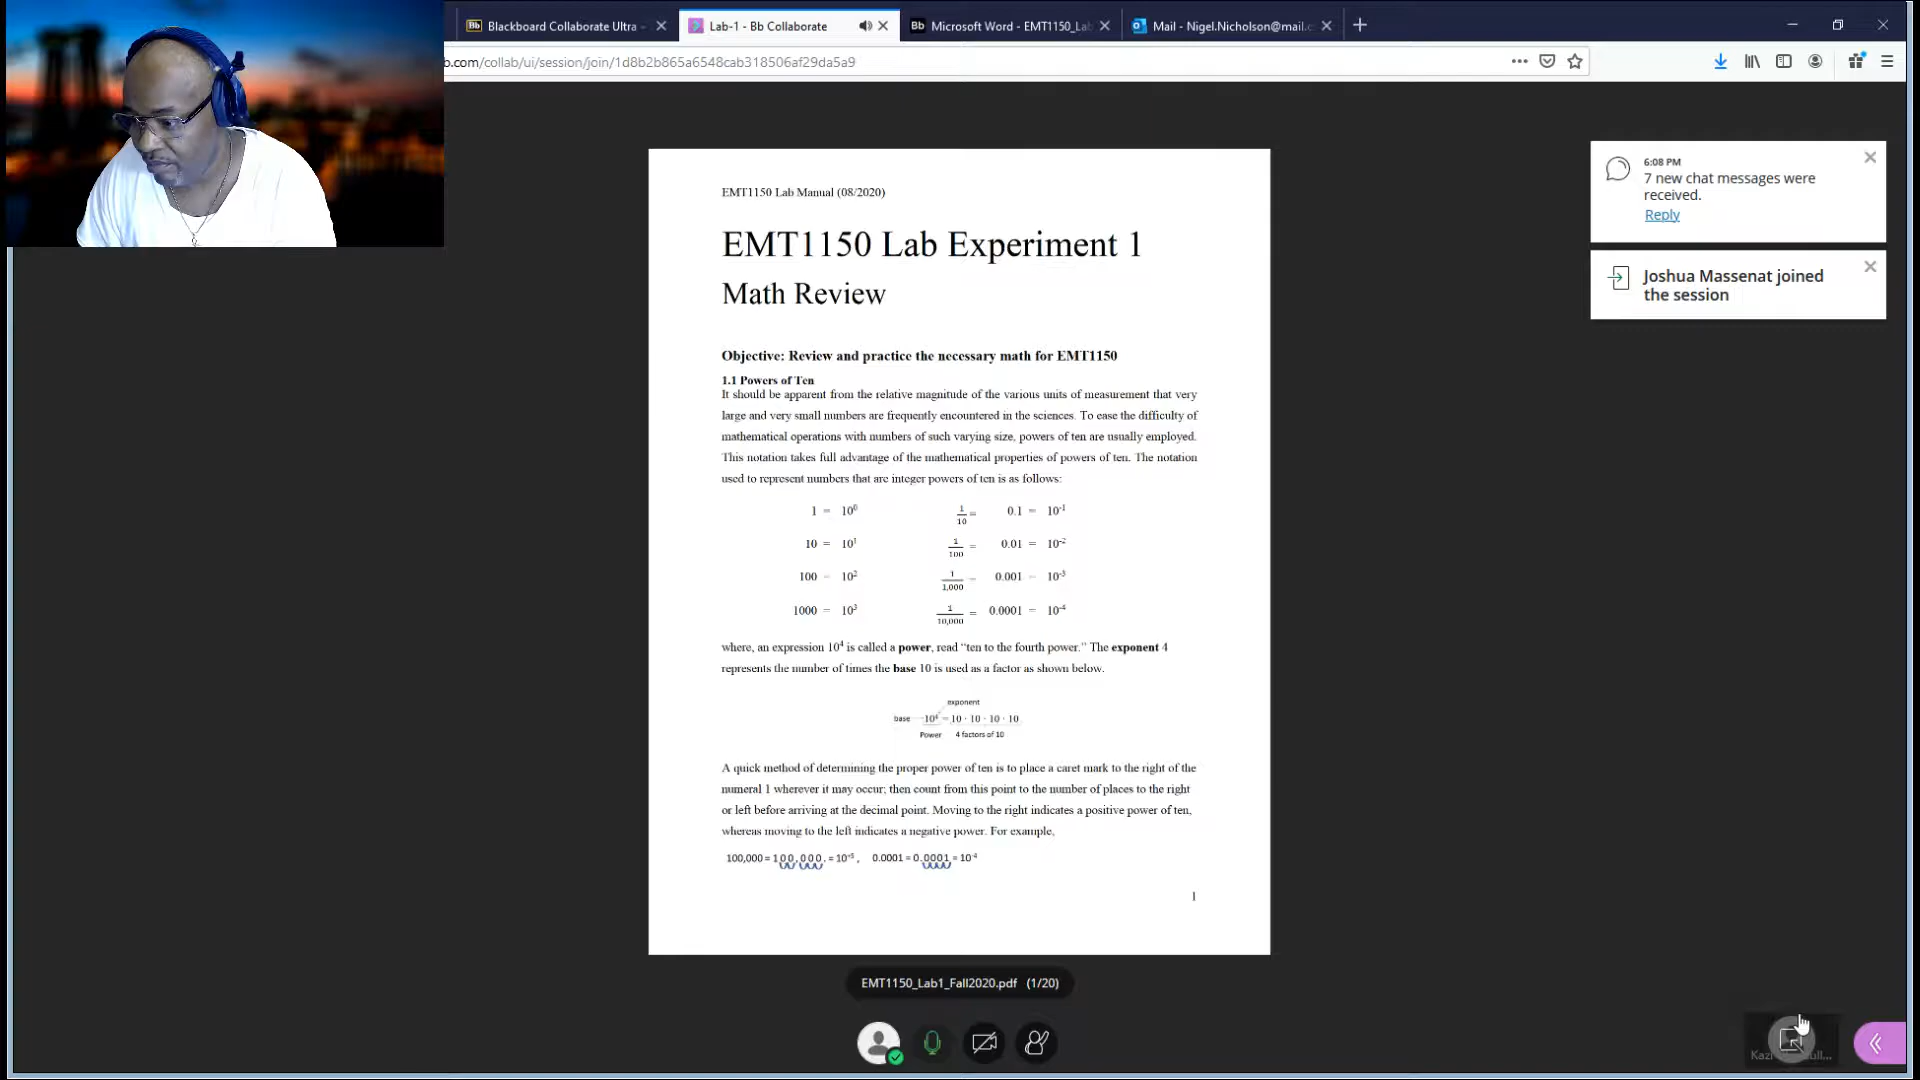 Blackboard Collaborate Ultra -
Lab-1 - Bb Collaborate
Microsoft Word - EMT1150_La
Mail - Nigel.Nicholson@mail.c
b.com/collab/ui/session/join/1d8b2b865a6548cab318506af29da5a9
6:08 PM
7 new chat messages were
received.
Reply
Joshua Massenat joined
the session
EMT1150 Lab Manual (08/2020)
EMT1150 Lab Experiment 1
Math Review
Objective: Review and practice the necessary math for EMT1150
1.1 Powers of Ten
It should be apparent from the relative magnitude of the various units of measurement that very
large and very small numbers are frequently encountered in the sciences. To ease the difficulty of
mathematical operations with numbers of such varying size, powers of ten are usually employed.
This notation takes full advantage of the mathematical properties of powers of ten. The notation
used to represent numbers that are integer powers of ten is as follows:
1 = 10⁰ 1/10 = 0.1 = 10⁻¹
10 = 10¹ 1/100 = 0.01 = 10⁻²
100 = 10² 1/1,000 = 0.001 = 10⁻³
1000 = 10³ 1/10,000 = 0.0001 = 10⁻⁴
where, an expression 10⁴ is called a power, read “ten to the fourth power.” The exponent 4
represents the number of times the base 10 is used as a factor as shown below.
exponent
base 10⁴ = 10 · 10 · 10 · 10
Power 4 factors of 10
A quick method of determining the proper power of ten is to place a caret mark to the right of the
numeral 1 wherever it may occur; then count from this point to the number of places to the right
or left before arriving at the decimal point. Moving to the right indicates a positive power of ten,
whereas moving to the left indicates a negative power. For example,
100,000 = 100,000. = 10⁺⁵, 0.0001 = 0.0001 = 10⁻⁴
1
EMT1150_Lab1_Fall2020.pdf (1/20)